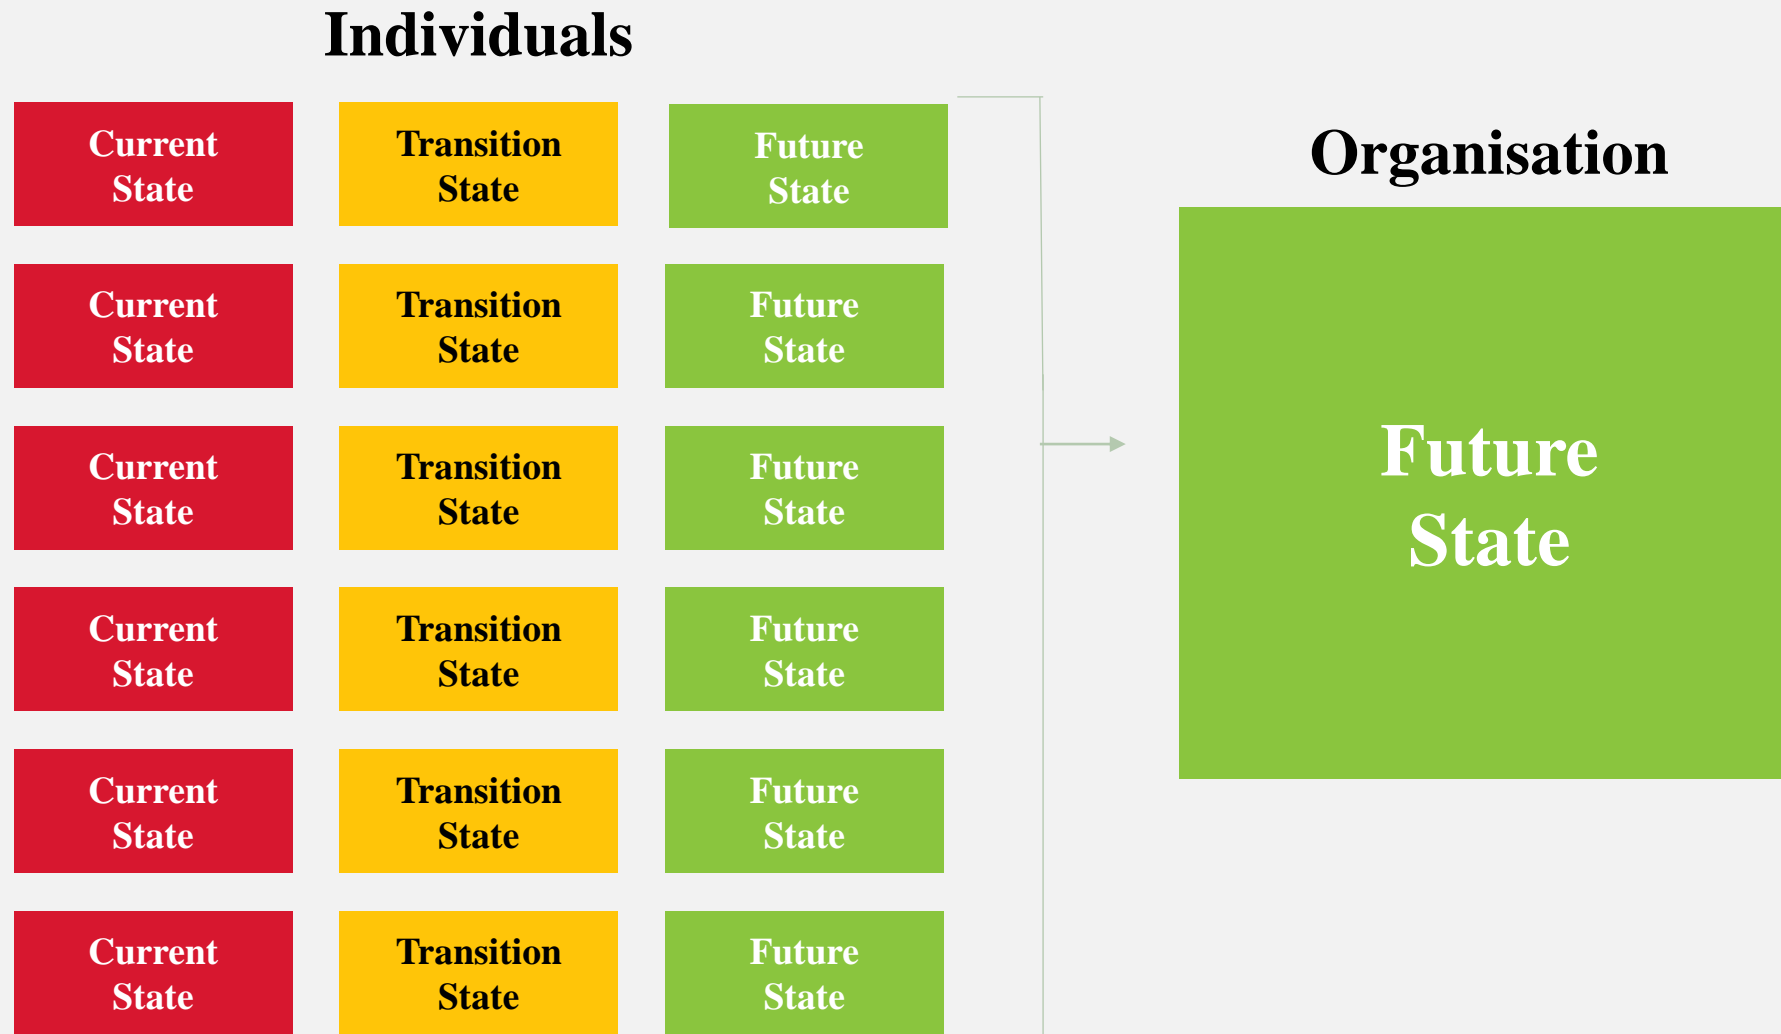 Individuals
Current
State
Transition
State
Future
State
Current
State
Transition
State
Future
State
Current
State
Transition
State
Future
State
Current
State
Transition
State
Future
State
Current
State
Transition
State
Future
State
Current
State
Transition
State
Future
State
Organisation
Future
State